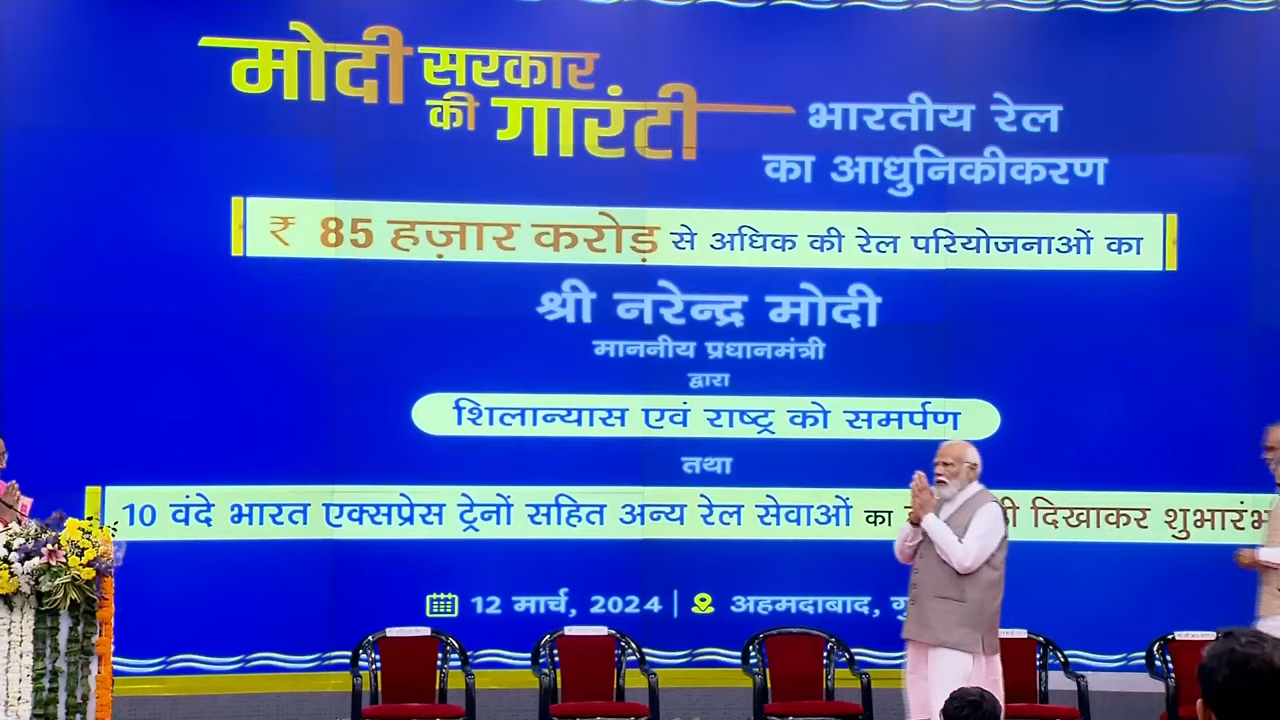 मोदी सरकार
की गारंटी
भारतीय रेल
का आधुनिकीकरण
₹ 85 हज़ार करोड़ से अधिक की रेल परियोजनाओं का
श्री नरेन्द्र मोदी
माननीय प्रधानमंत्री
द्वारा
शिलान्यास एवं राष्ट्र को समर्पण
तथा
10 वंदे भारत एक्सप्रेस ट्रेनों सहित अन्य रेल सेवाओं का दिखाकर शुभारंभ
12 मार्च, 2024 | अहमदाबाद,